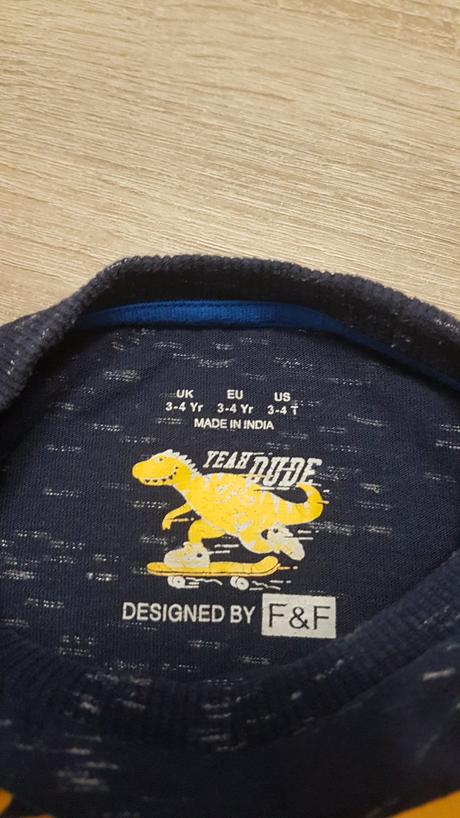 UK EU US
3-4 Yr 3-4 Yr 3-4 T
MADE IN INDIA
YEAH DUDE
DESIGNED BY F&F